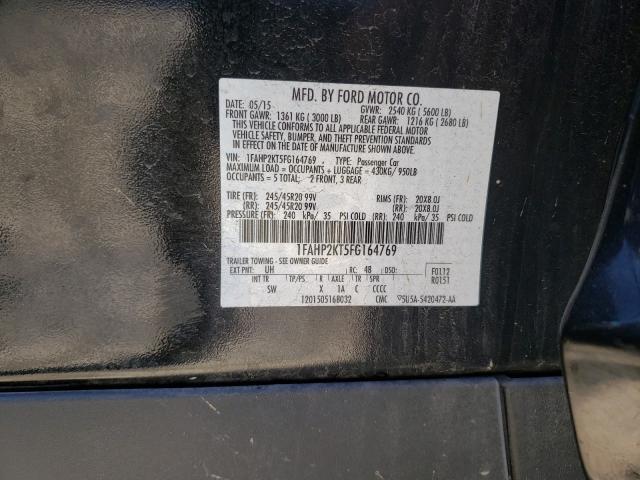 MFD. BY FORD MOTOR CO.
DATE: 05/15 GVWR: 2540 KG (5600 LB)
FRONT GAWR: 1361 KG (3000 LB) REAR GAWR: 1216 KG (2680 LB)
THIS VEHICLE CONFORMS TO ALL APPLICABLE FEDERAL MOTOR
VEHICLE SAFETY, BUMPER, AND THEFT PREVENTION STANDARDS
IN EFFECT ON THE DATE OF MANUFACTURE SHOWN ABOVE.
VIN: 1FAHP2KT5FG164769 TYPE: Passenger Car
MAXIMUM LOAD = OCCUPANTS + LUGGAGE = 430KG/ 950LB
OCCUPANTS = 5 TOTAL: 2 FRONT, 3 REAR
TIRE (FR): 245/45R20 99V RIMS (FR): 20X8.0J
(RR): 245/45R20 99V (RR): 20X8.0J
PRESSURE (FR): 240 kPa/ 35 PSI COLD (RR): 240 kPa/ 35 PSI COLD
1FAHP2KT5FG164769
TRAILER TOWING - SEE OWNER GUIDE
EXT PNT: UH RC: 48 DSO: F0112
R0151
INT TR TP/PS R AXLE TR SPR
SW X 1A C CCCC
1201505168032 CMC 5U5A-5420472-AA